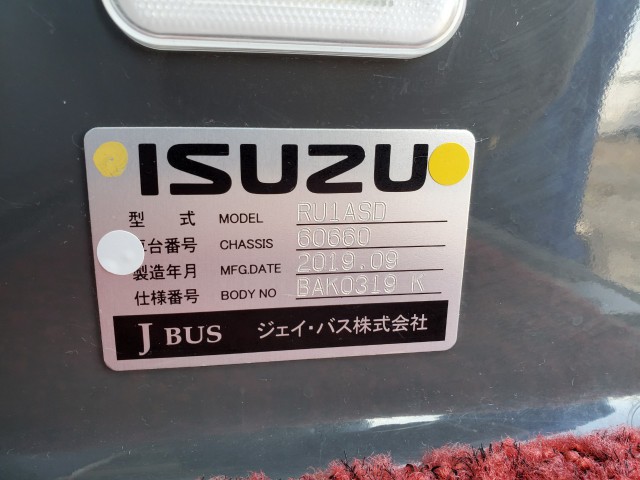 ISUZU
型 式 MODEL RU1ASD
台番号 CHASSIS 60660
製造年月 MFG.DATE 2019.09
仕様番号 BODY NO BAK0319 K
J BUS ジェイ・バス株式会社